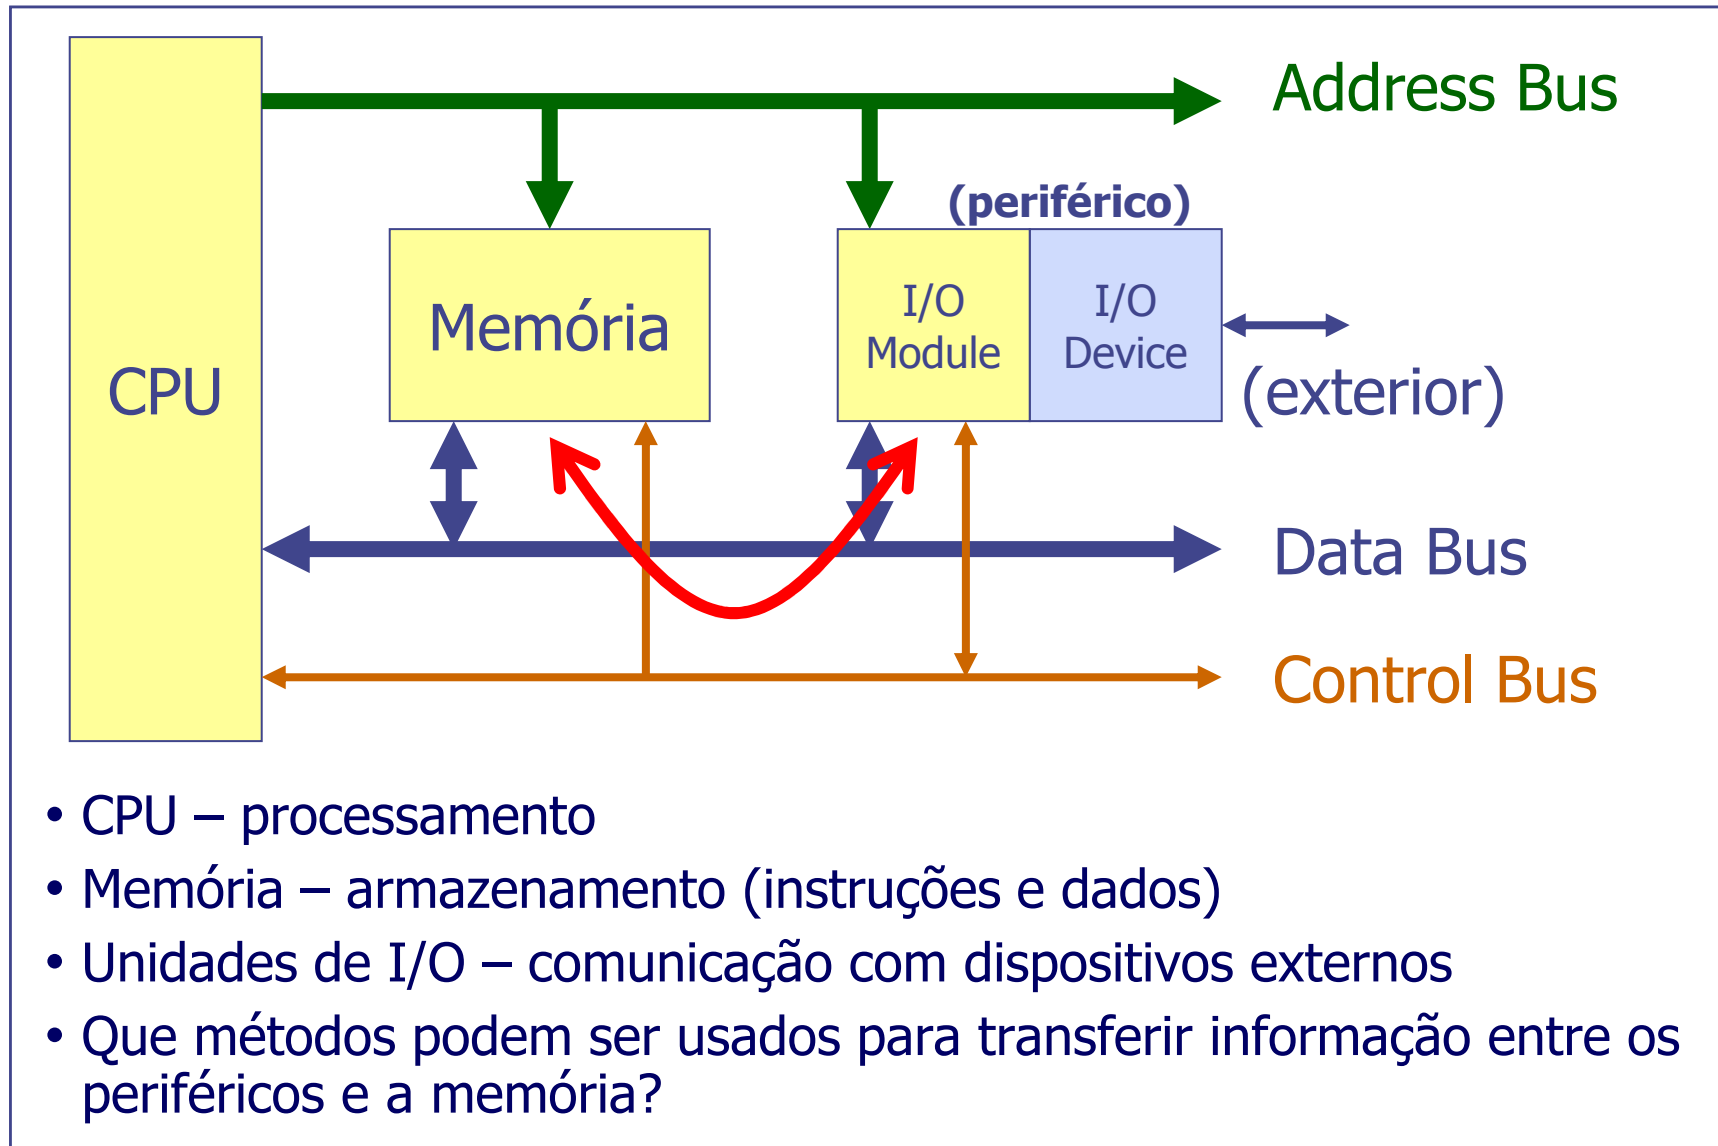 Address Bus
(periférico)
CPU
Memória
I/O
Module
I/O
Device
(exterior)
Data Bus
Control Bus
• CPU – processamento
• Memória – armazenamento (instruções e dados)
• Unidades de I/O – comunicação com dispositivos externos
• Que métodos podem ser usados para transferir informação entre os
periféricos e a memória?